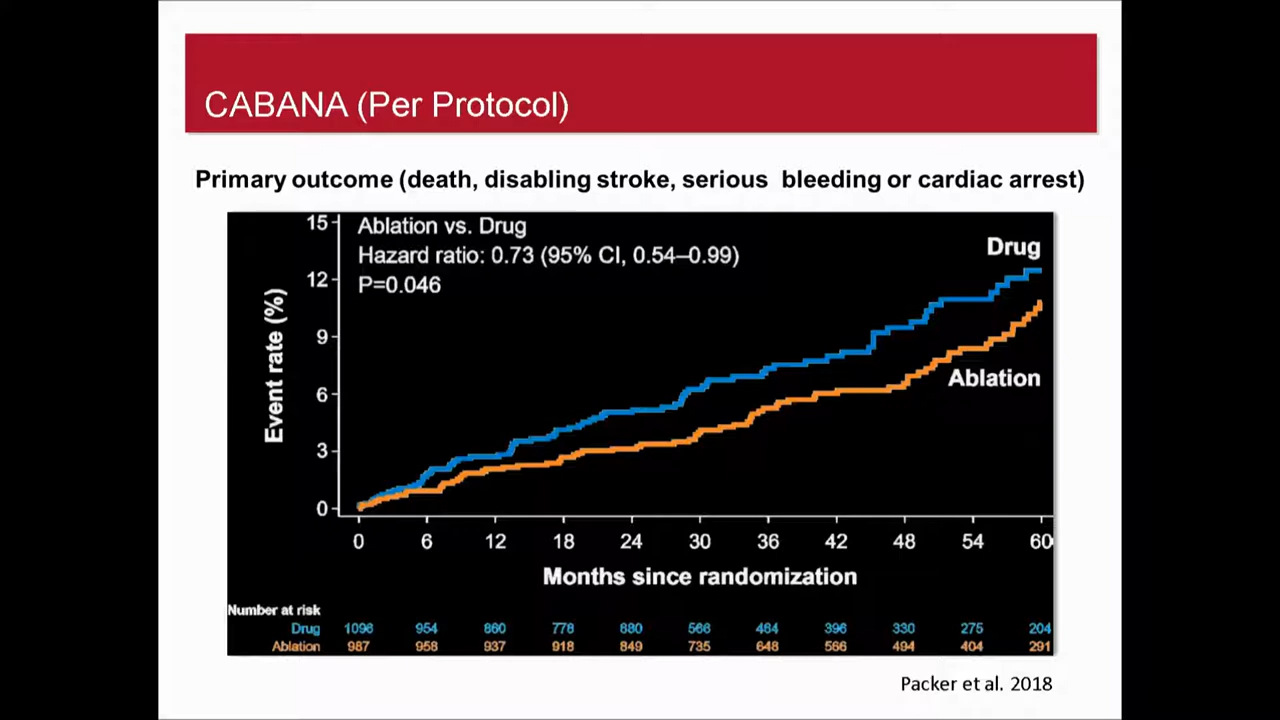 CABANA (Per Protocol)
Primary outcome (death, disabling stroke, serious bleeding or cardiac arrest)
Ablation vs. Drug
Hazard ratio: 0.73 (95% CI, 0.54–0.99)
P=0.046
Drug
Ablation
Event rate (%)
15
12
9
6
3
0
0 6 12 18 24 30 36 42 48 54 60
Months since randomization
Number at risk
Drug 1096 954 860 778 680 566 464 396 330 275 204
Ablation 987 958 937 918 849 735 648 566 494 404 291
Packer et al. 2018